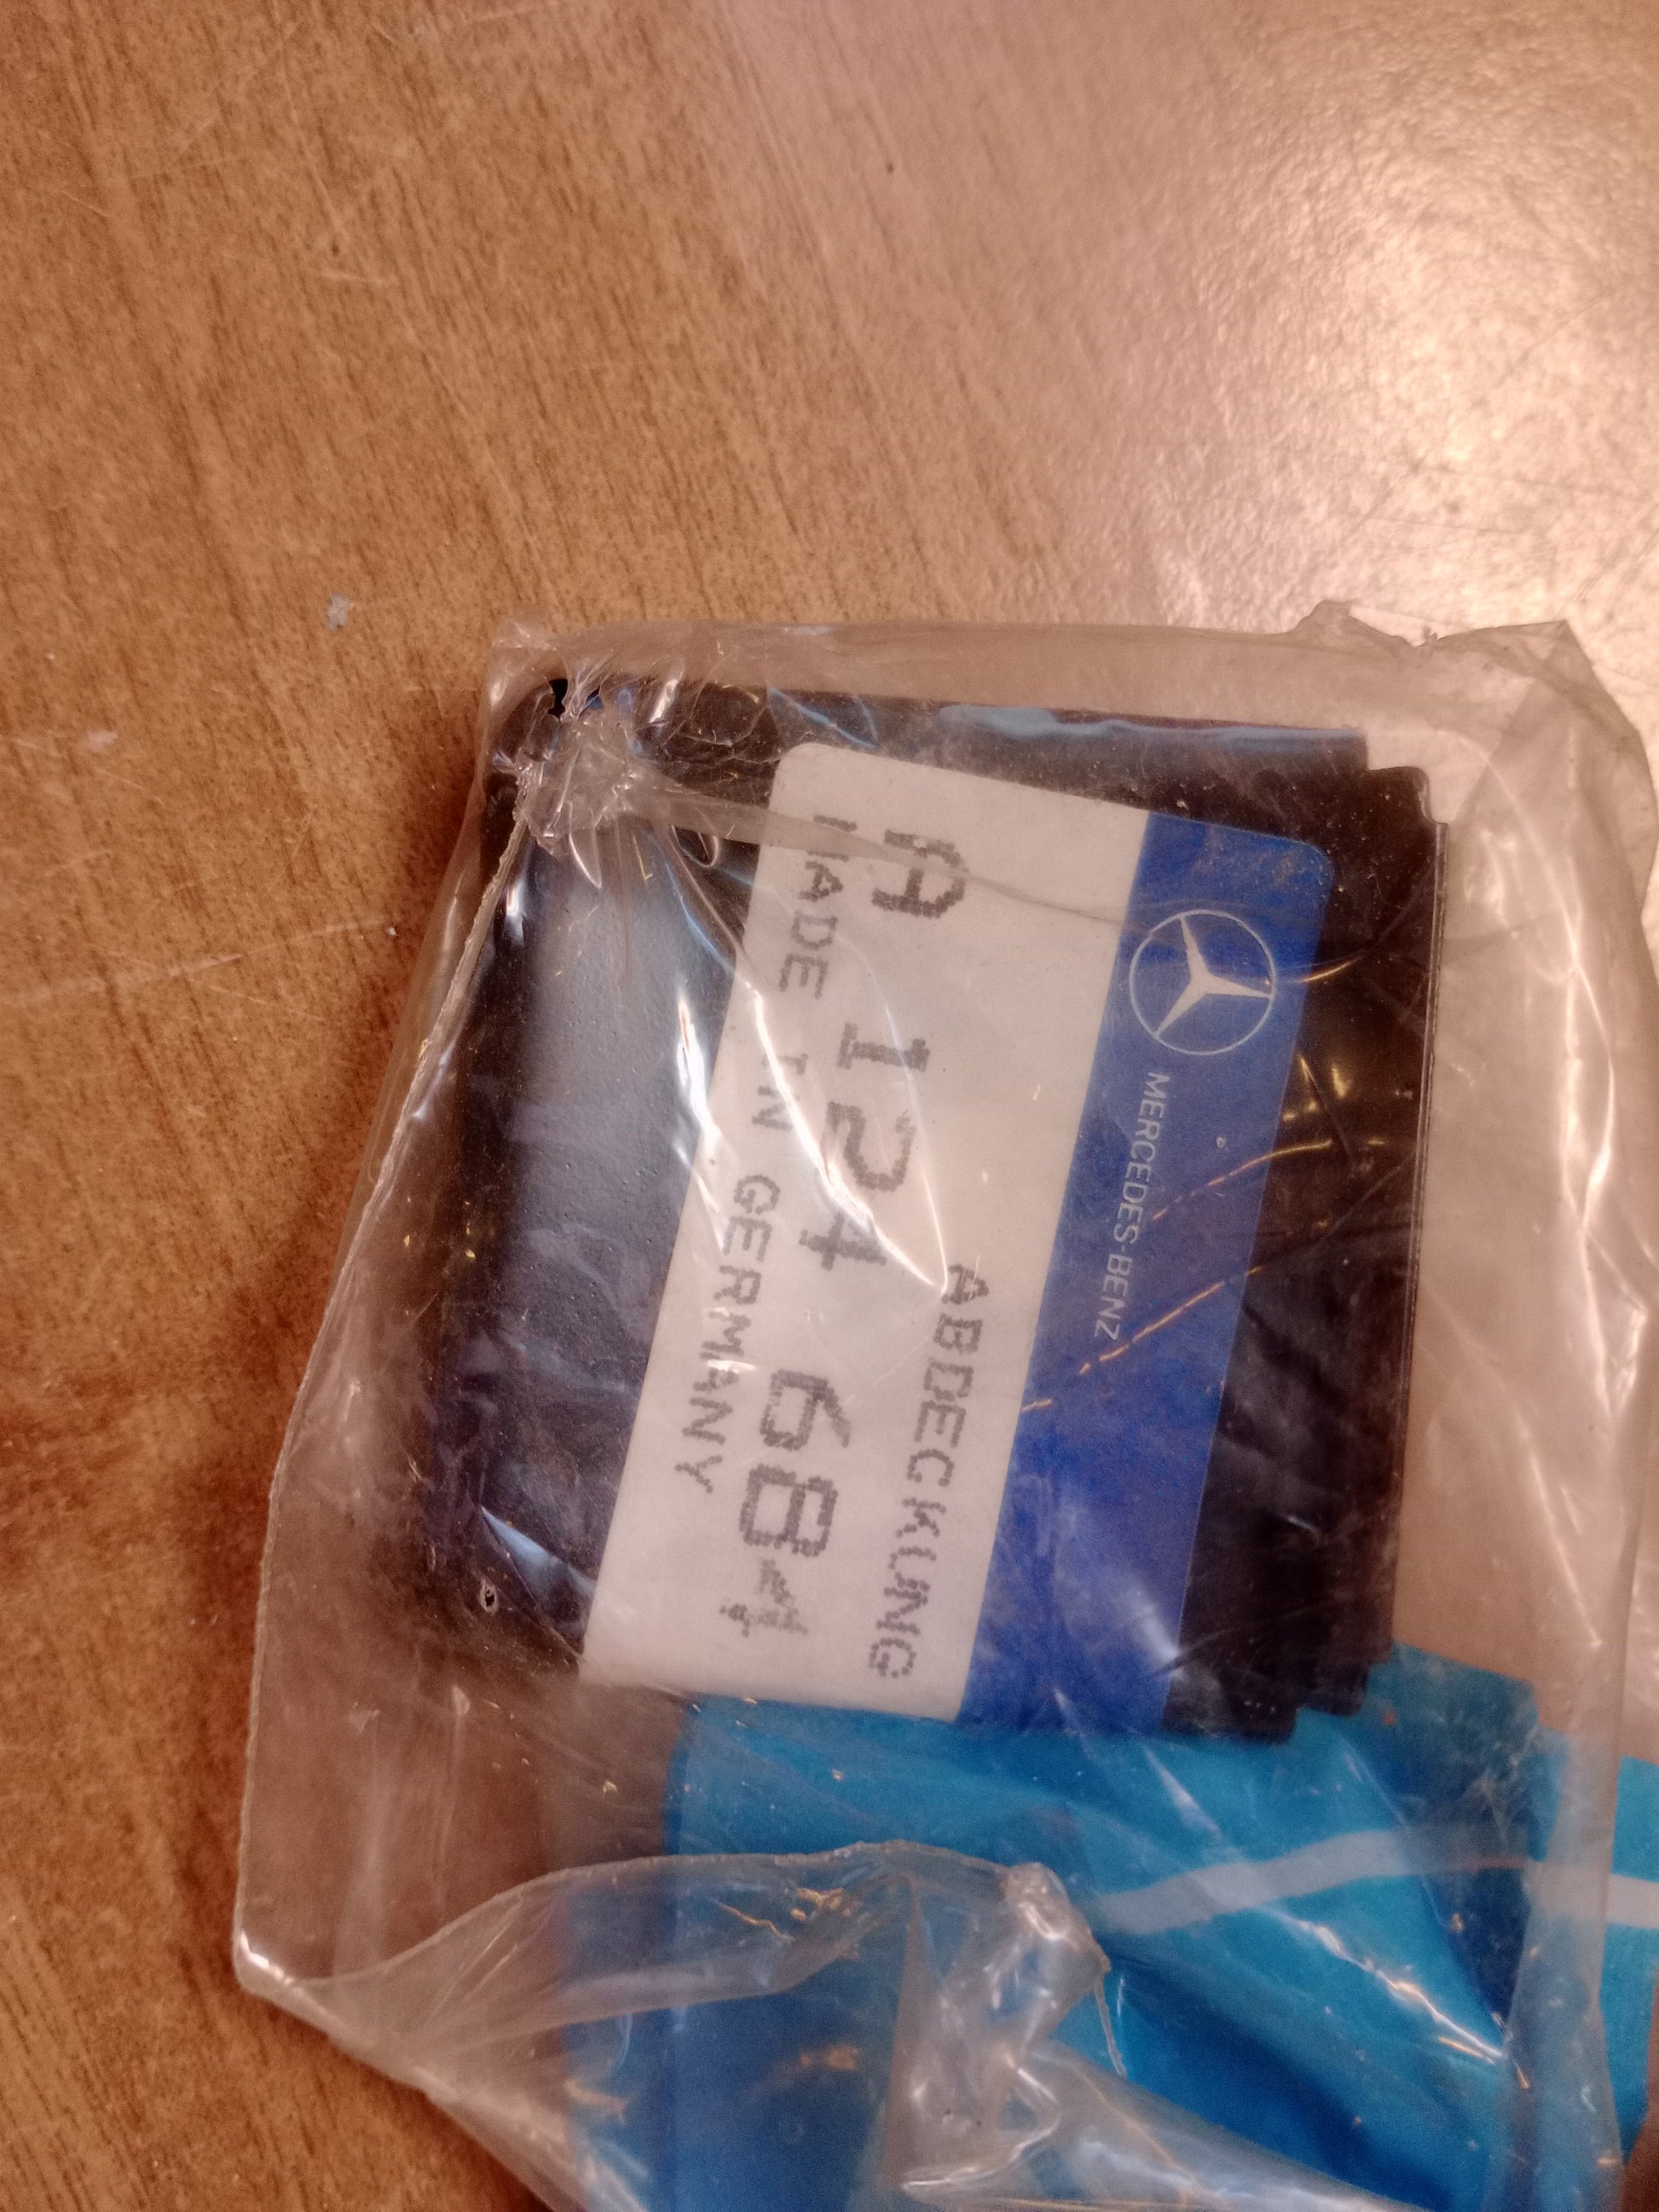 MERCEDES-BENZ
ABDECKUNG
A 124 684
MADE IN GERMANY